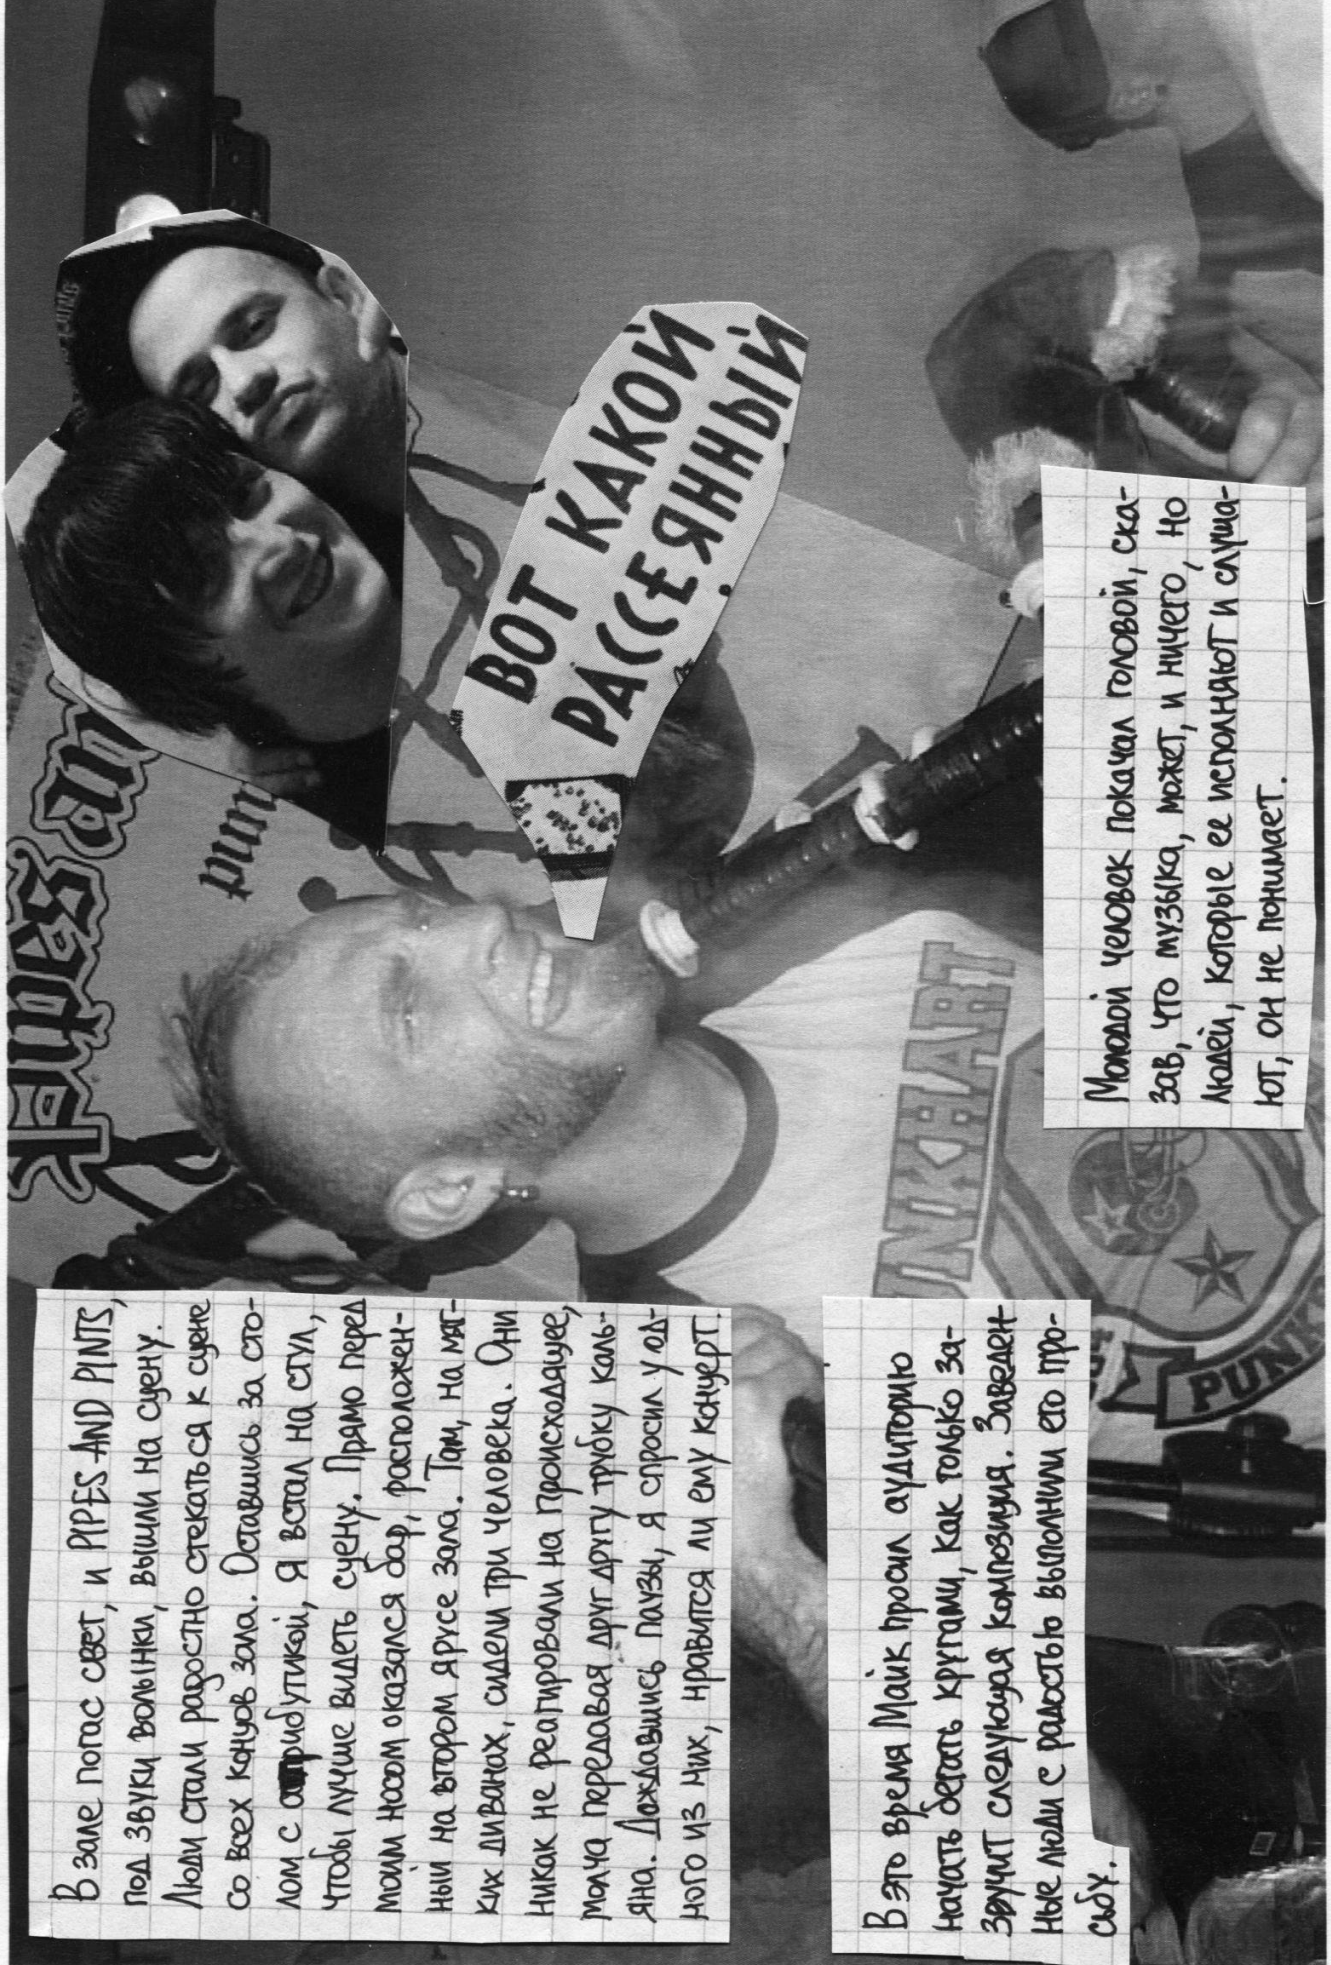 В зале погас свет, и PIPES AND PINTS,
под звуки волынки, вышли на сцену.
Люди стали радостно стекаться к сцене
со всех концов зала. Оставшись за сто-
лом с атрибутикой, я встал на стул,
чтобы лучше видеть сцену. Прямо перед
моим носом оказался бар, расположен-
ный на втором ярусе зала. Там, на мяг-
ких диванах, сидели три человека. Они
никак не реагировали на происходящее,
молча передавая друг другу трубку каль-
яна. Дождавшись паузы, я спросил у од-
ного из них, нравится ли ему концерт.
Молодой человек покачал головой, ска-
зав, что музыка, может, и ничего, но
людей, которые ее исполняют и слуша-
ют, он не понимает.
В это время Майк просил аудиторию
начать бегать кругами, как только за-
звучит следующая композиция. Заведен-
ные люди с радостью выполнили его про-
сьбу.
ВОТ КАКОЙ
РАССЕЯННЫЙ
Pipes an
NKHART
PUNK